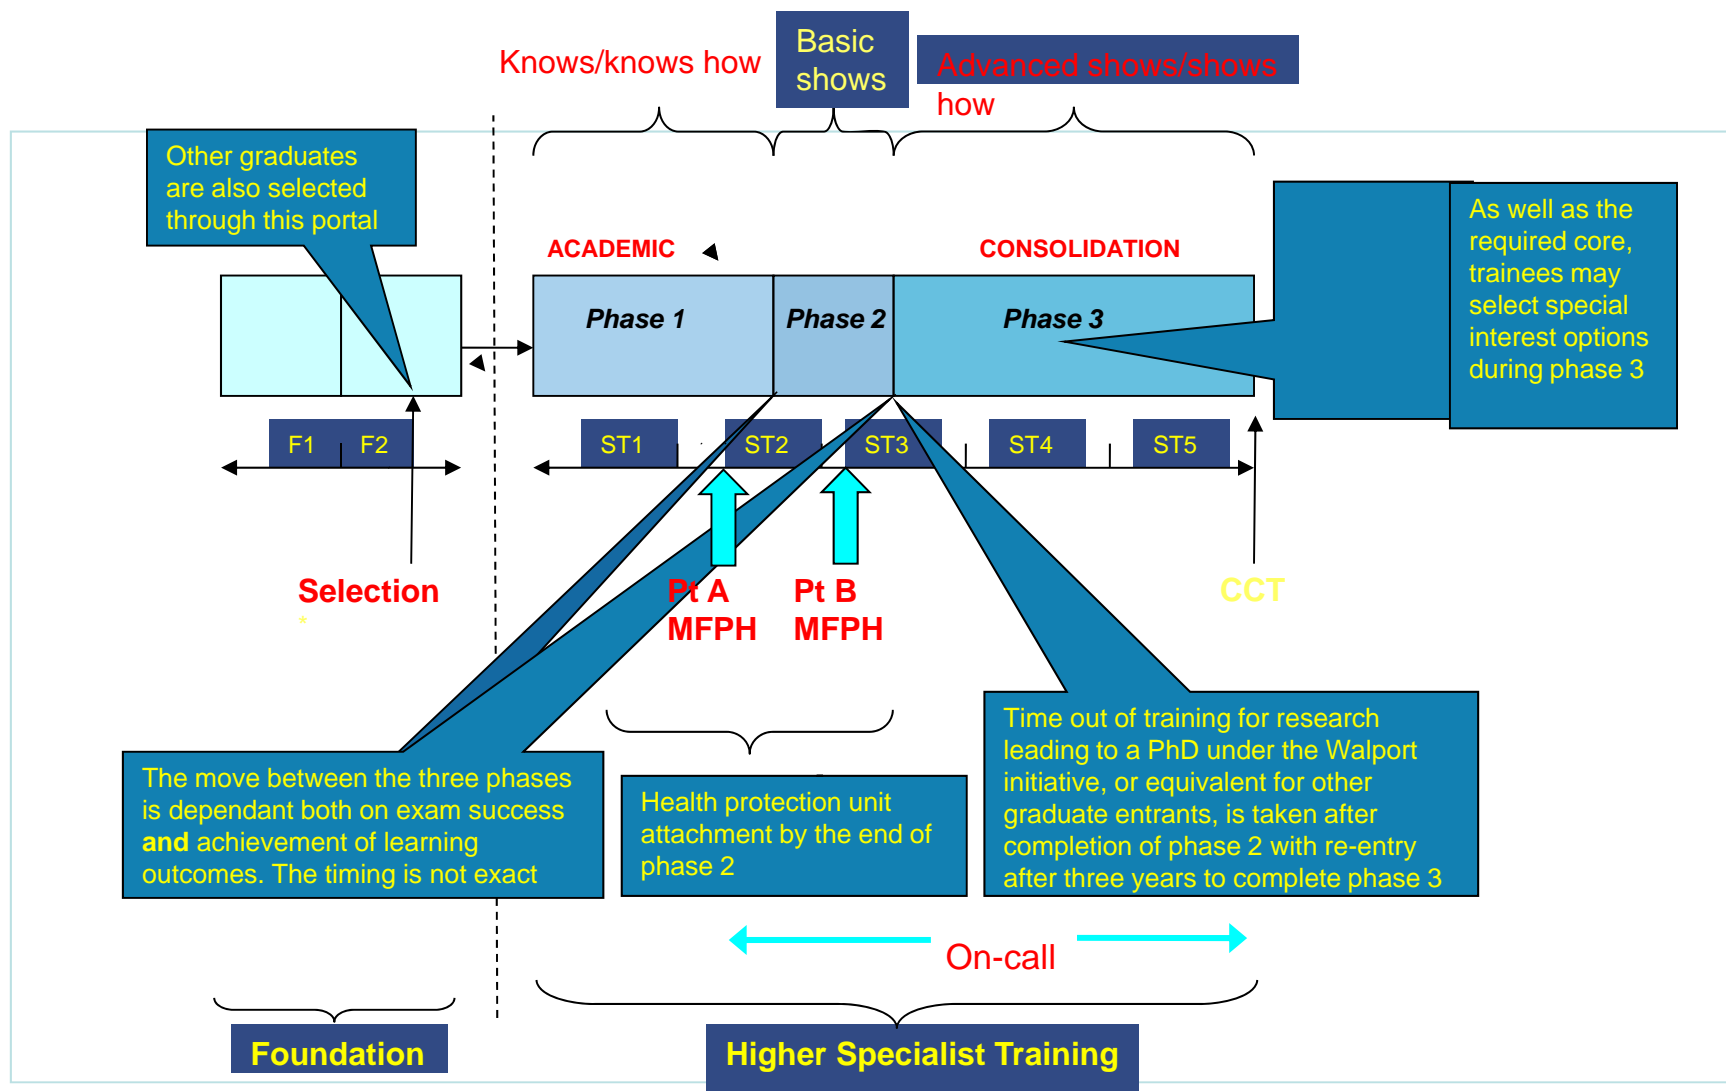 Knows/knows how
Basic
shows
Advanced shows/shows
how
Other graduates
are also selected
through this portal
As well as the
required core,
trainees may
select special
interest options
during phase 3
ACADEMIC
CONSOLIDATION
Phase 1
Phase 2
Phase 3
F1
F2
ST1
ST2
ST3
ST4
ST5
Selection
*
Pt A
MFPH
Pt B
MFPH
CCT
The move between the three phases
is dependant both on exam success
and achievement of learning
outcomes. The timing is not exact
Health protection unit
attachment by the end of
phase 2
Time out of training for research
leading to a PhD under the Walport
initiative, or equivalent for other
graduate entrants, is taken after
completion of phase 2 with re-entry
after three years to complete phase 3
On-call
Foundation
Higher Specialist Training